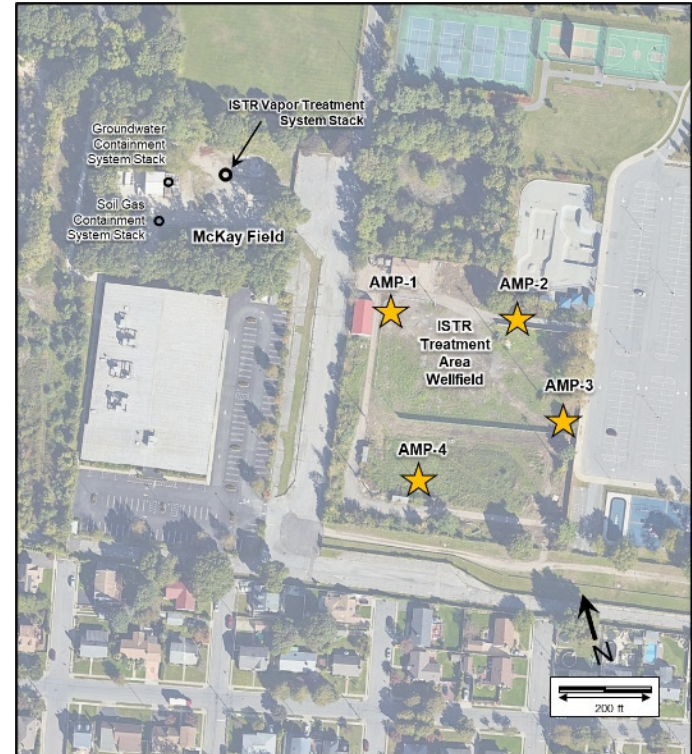 ISTR Vapor Treatment
System Stack
Groundwater
Containment
System Stack
Soil Gas
Containment
System Stack
McKay Field
AMP-1
AMP-2
ISTR
Treatment
Area
Wellfield
AMP-3
AMP-4
N
200 ft